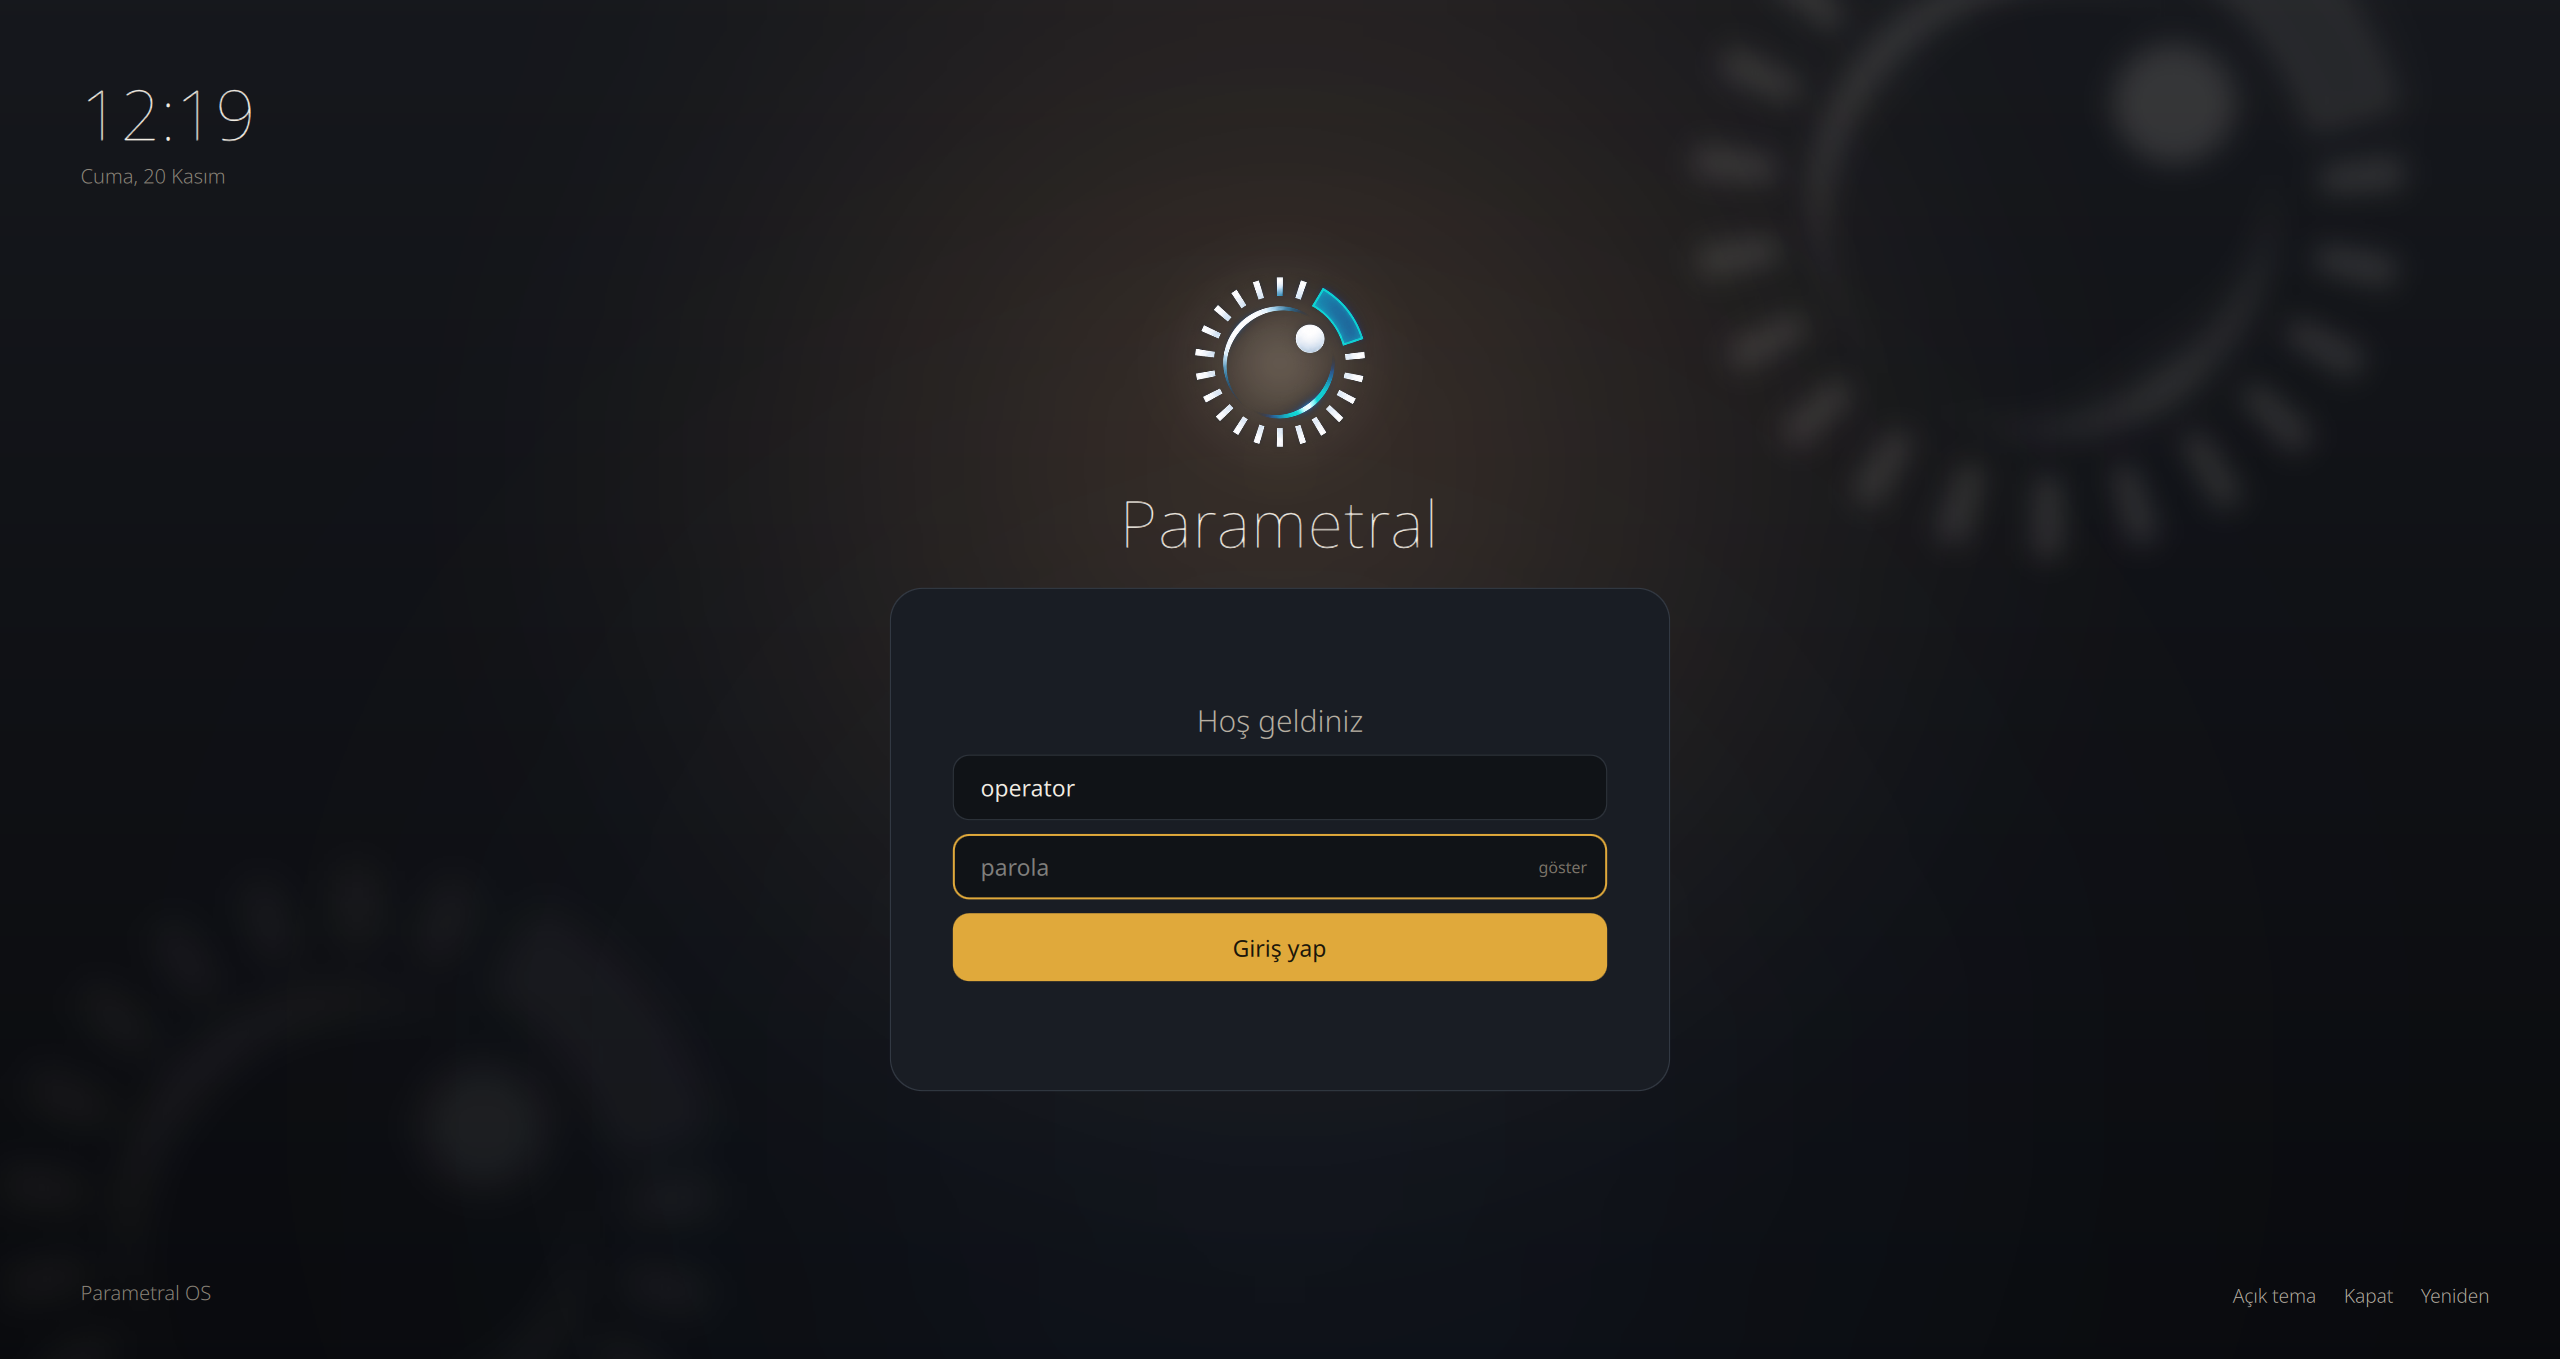 12:19
Cuma, 20 Kasım
Parametral
Hoş geldiniz
operator
parola göster
Giriş yap
Parametral OS
Açık tema Kapat Yeniden